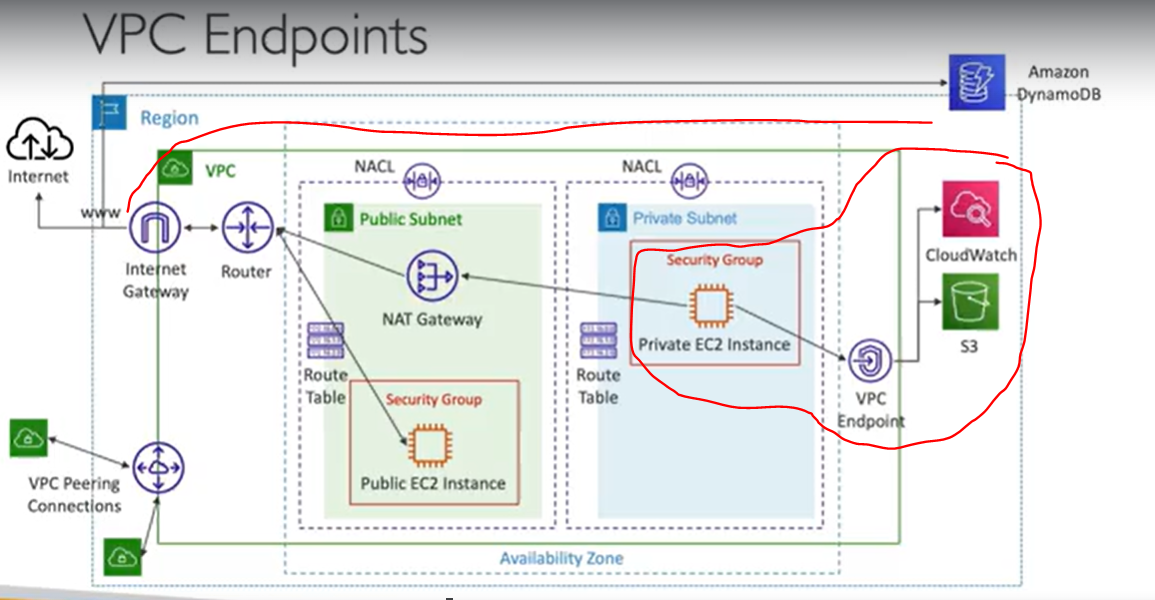 VPC Endpoints
Amazon
DynamoDB
Region
Internet
VPC
NACL
NACL
www
Public Subnet
Private Subnet
Security Group
CloudWatch
Internet
Gateway
Router
NAT Gateway
Private EC2 Instance
S3
Route
Table
Route
Table
VPC
Endpoint
Security Group
Public EC2 Instance
VPC Peering
Connections
Availability Zone